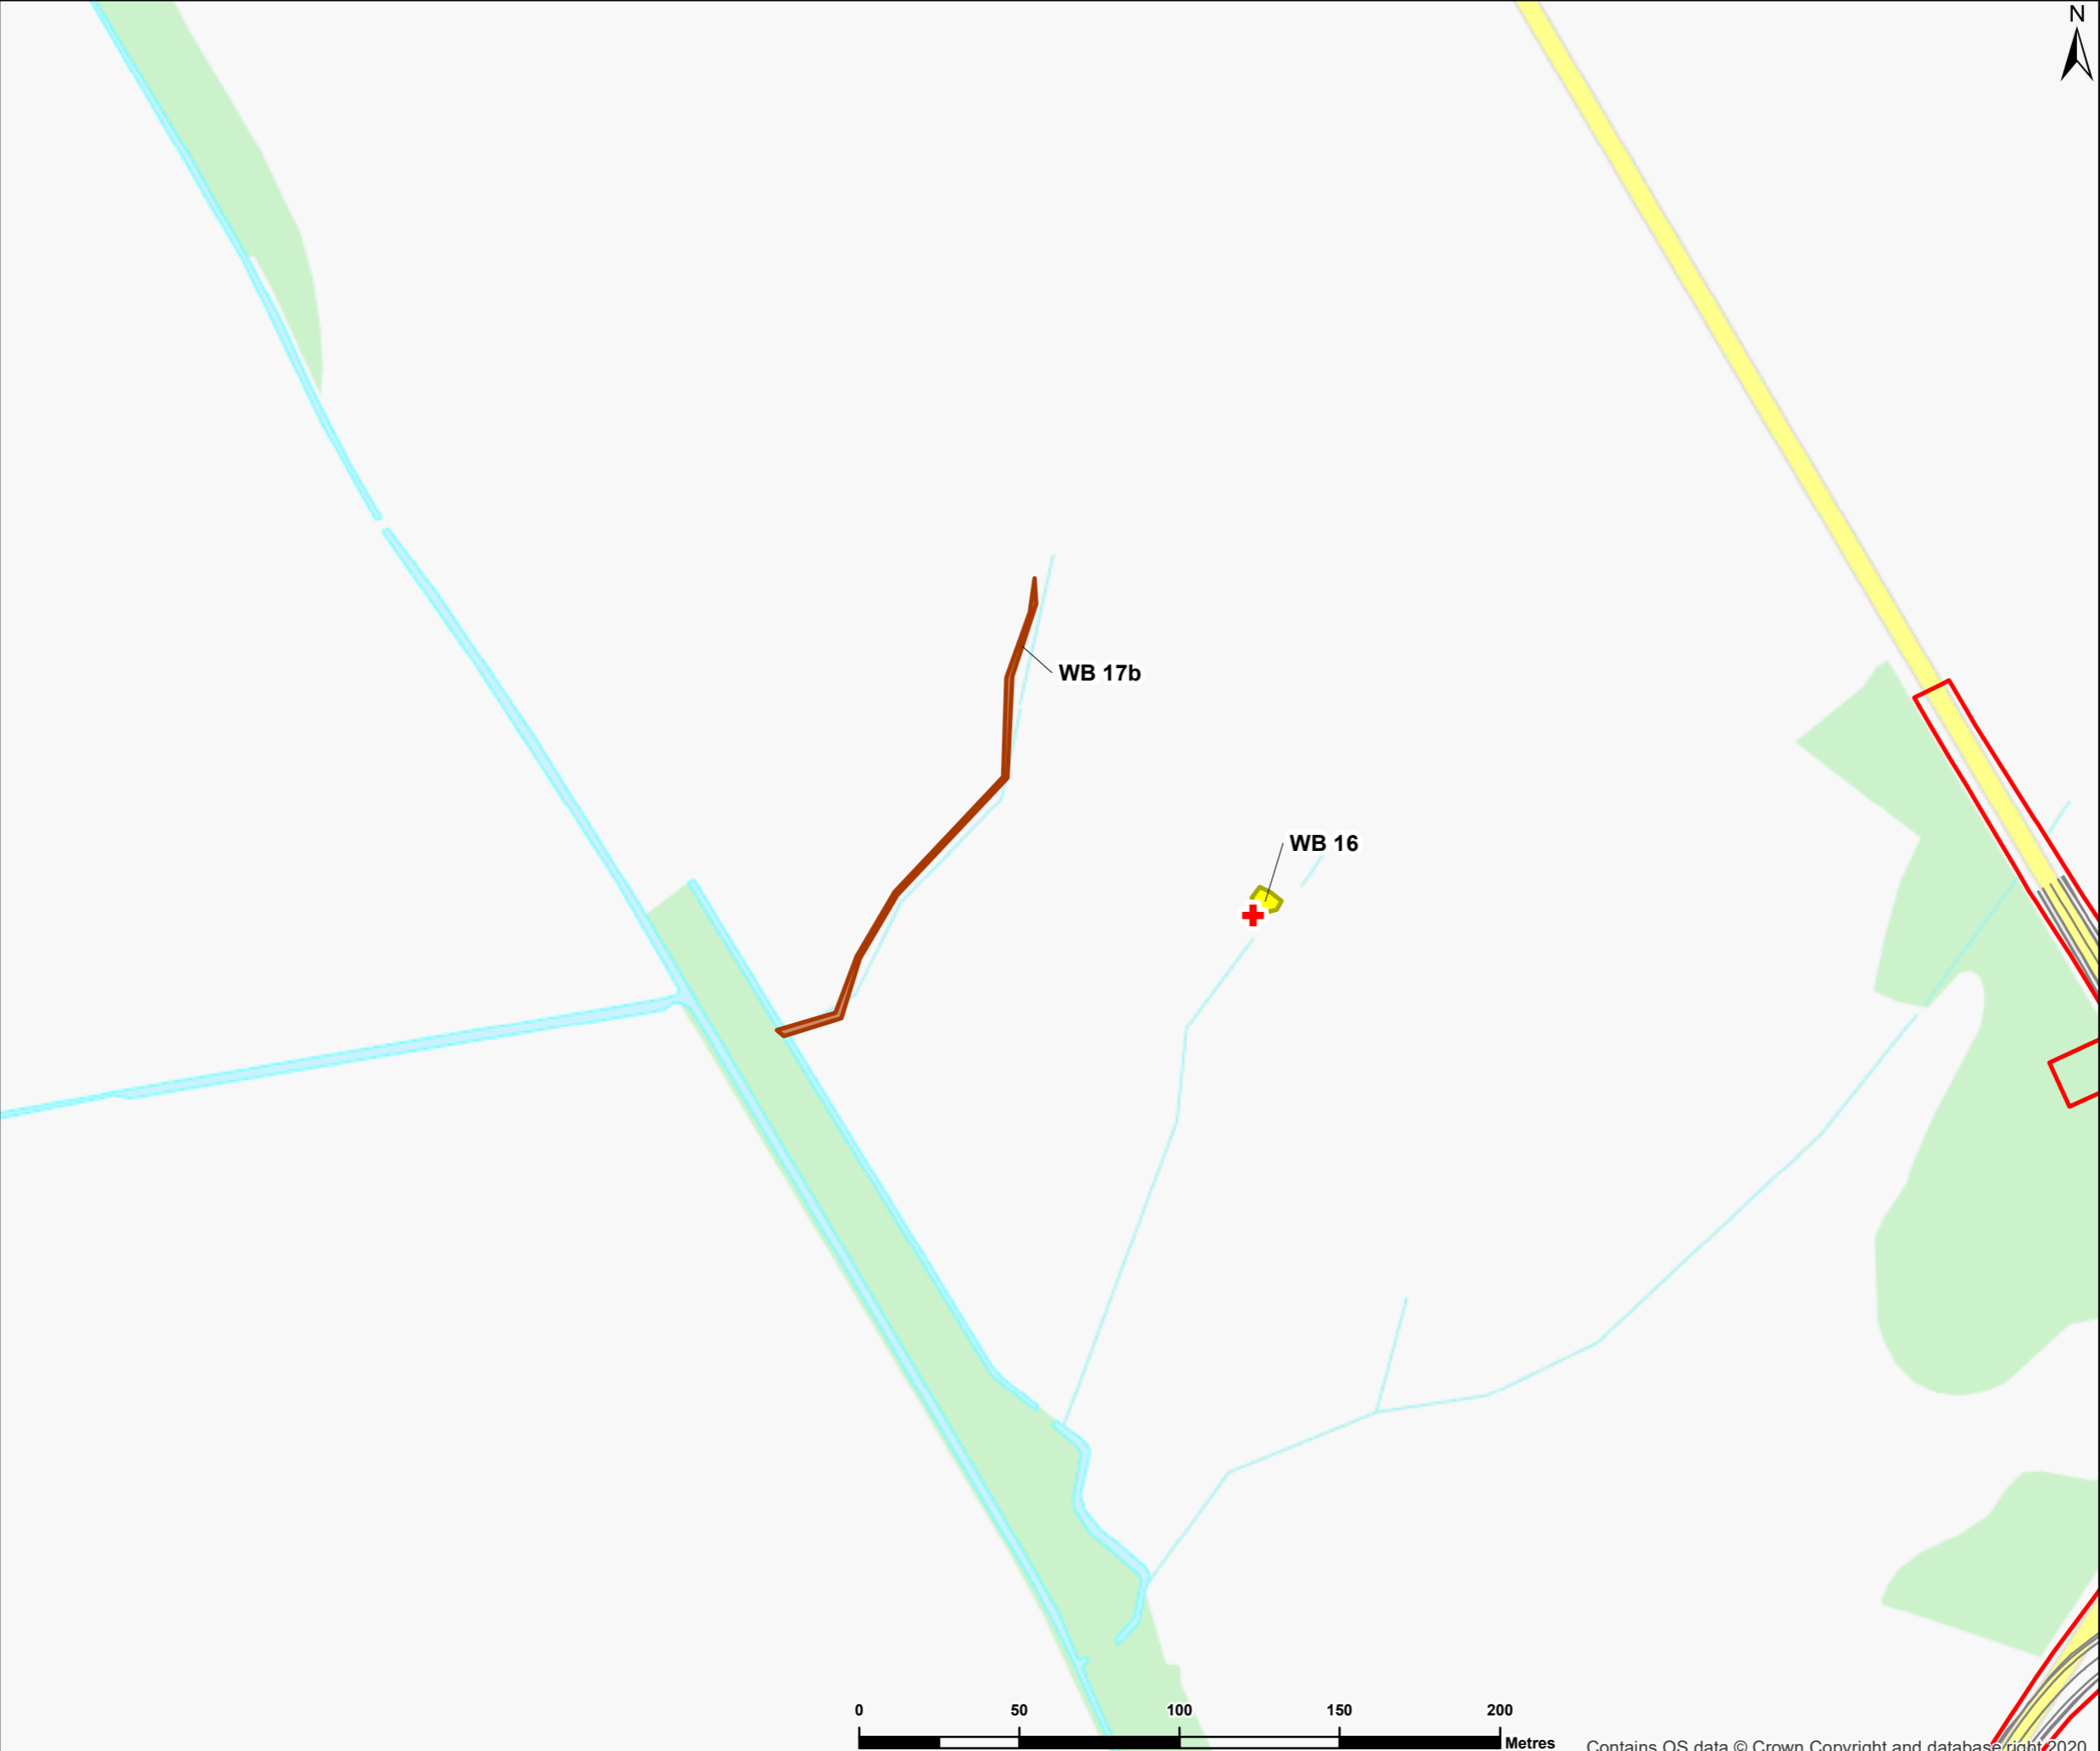 N
WB 17b
WB 16
0 50 100 150 200
Metres
Contains OS data © Crown Copyright and database right 2020